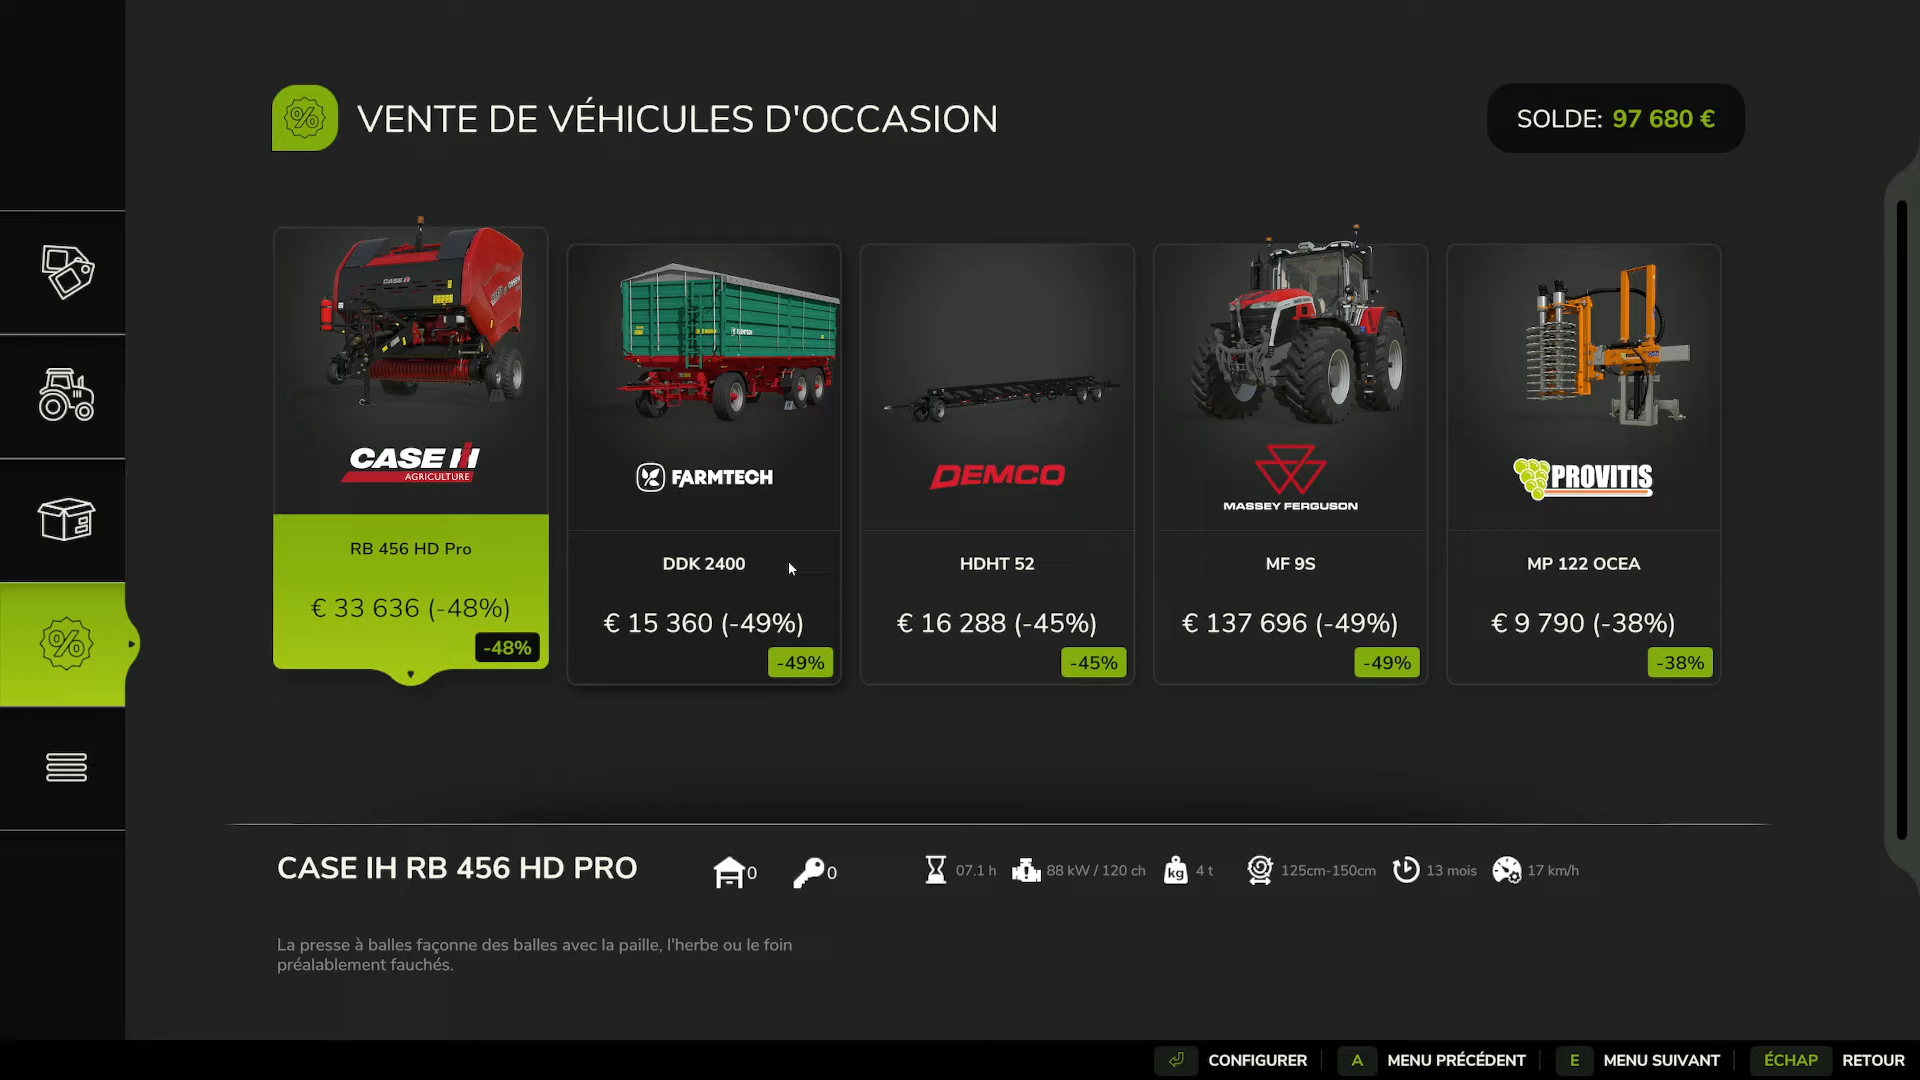 VENTE DE VÉHICULES D'OCCASION
SOLDE: 97 680 €
CASE IH
AGRICULTURE
RB 456 HD Pro
€ 33 636 (-48%)
-48%
FARMTECH
DDK 2400
€ 15 360 (-49%)
-49%
DEMCO
HDHT 52
€ 16 288 (-45%)
-45%
MASSEY FERGUSON
MF 9S
€ 137 696 (-49%)
-49%
PROVITIS
MP 122 OCEA
€ 9 790 (-38%)
-38%
CASE IH RB 456 HD PRO
0
0
07.1 h
88 kW / 120 ch
kg
4 t
125cm-150cm
13 mois
17 km/h
La presse à balles façonne des balles avec la paille, l'herbe ou le foin
préalablement fauchés.
CONFIGURER
A MENU PRÉCÉDENT
E MENU SUIVANT
ÉCHAP RETOUR